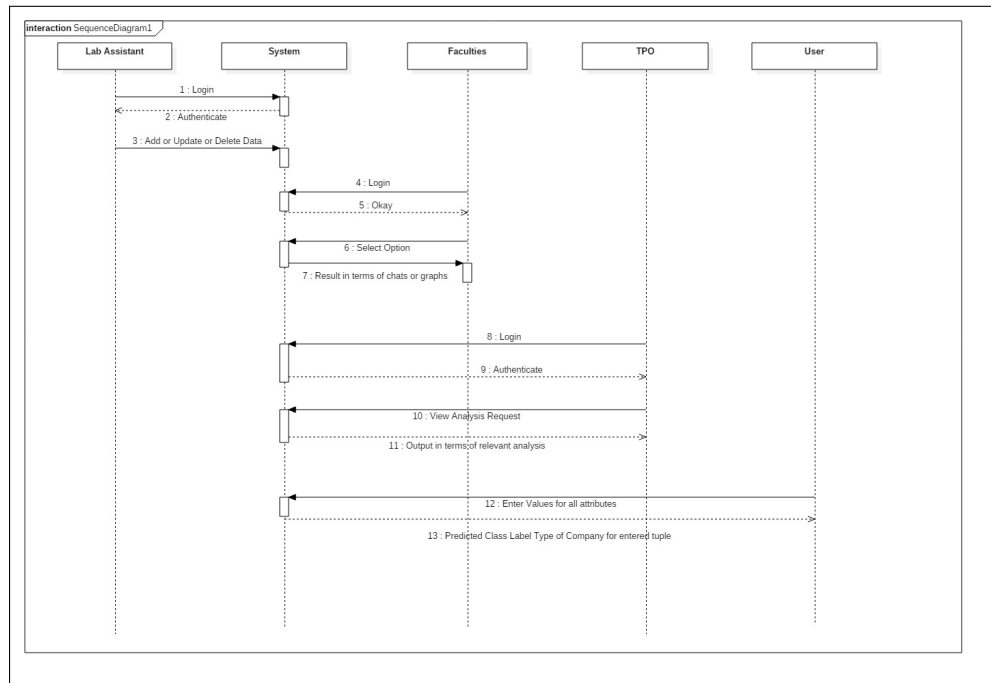 interaction SequenceDiagram1
Lab Assistant
System
Faculties
TPO
User
1 : Login
2 : Authenticate
3 : Add or Update or Delete Data
4 : Login
5 : Okay
6 : Select Option
7 : Result in terms of chats or graphs
8 : Login
9 : Authenticate
10 : View Analysis Request
11 : Output in terms of relevant analysis
12 : Enter Values for all attributes
13 : Predicted Class Label Type of Company for entered tuple